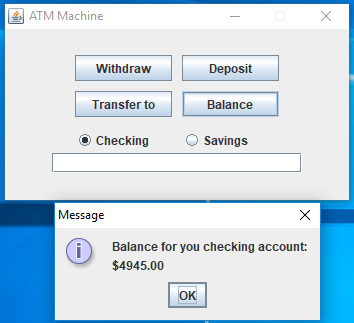 ATM Machine
Withdraw Deposit
Transfer to Balance
Checking Savings
Message
Balance for you checking account:
$4945.00
OK